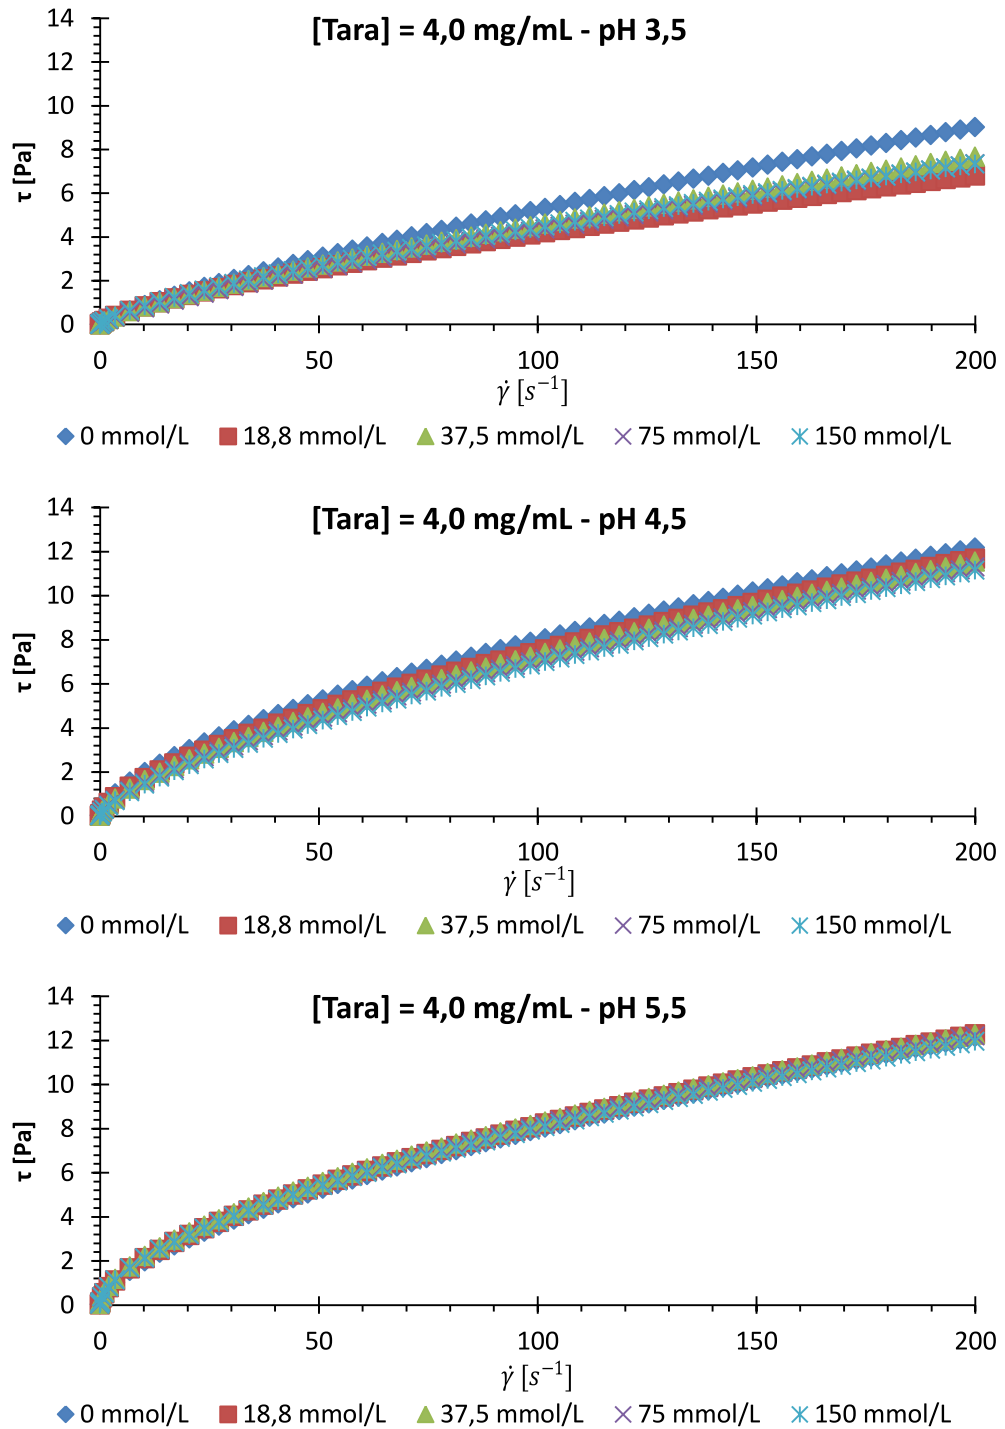 [Tara] = 4,0 mg/mL - pH 3,5
14
12
10
8
6
4
2
0
τ [Pa]
0 50 100 150 200
γ̇ [s⁻¹]
0 mmol/L 18,8 mmol/L 37,5 mmol/L 75 mmol/L 150 mmol/L
[Tara] = 4,0 mg/mL - pH 4,5
14
12
10
8
6
4
2
0
τ [Pa]
0 50 100 150 200
γ̇ [s⁻¹]
0 mmol/L 18,8 mmol/L 37,5 mmol/L 75 mmol/L 150 mmol/L
[Tara] = 4,0 mg/mL - pH 5,5
14
12
10
8
6
4
2
0
τ [Pa]
0 50 100 150 200
γ̇ [s⁻¹]
0 mmol/L 18,8 mmol/L 37,5 mmol/L 75 mmol/L 150 mmol/L